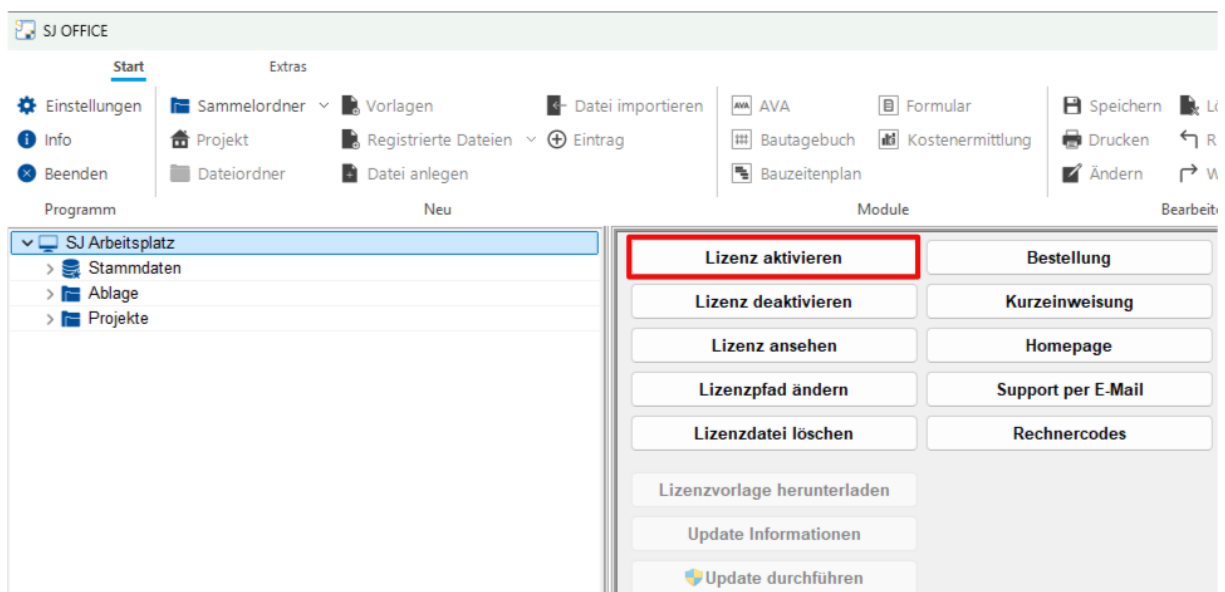 SJ OFFICE
Start Extras
Einstellungen Sammelordner Vorlagen Datei importieren AVA AVA Formular Speichern
Info Projekt Registrierte Dateien Eintrag Bautagebuch Kostenermittlung Drucken
Beenden Dateiordner Datei anlegen Bauzeitenplan Ändern
Programm Neu Module
SJ Arbeitsplatz
Stammdaten
Ablage
Projekte
Lizenz aktivieren Bestellung
Lizenz deaktivieren Kurzeinweisung
Lizenz ansehen Homepage
Lizenzpfad ändern Support per E-Mail
Lizenzdatei löschen Rechnercodes
Lizenzvorlage herunterladen
Update Informationen
Update durchführen